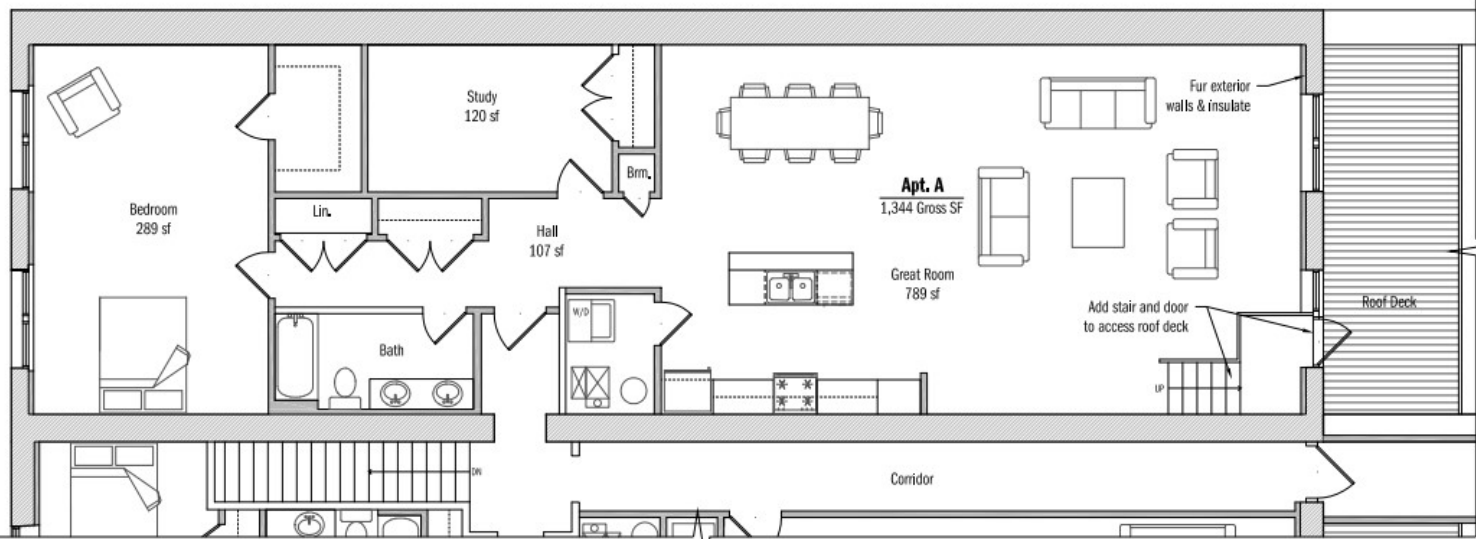 Study
120 sf
Fur exterior
walls & insulate
Brm.
Apt. A
1,344 Gross SF
Bedroom
289 sf
Lin.
Hall
107 sf
Great Room
789 sf
Roof Deck
Add stair and door
to access roof deck
W/D
Bath
UP
DN
Corridor